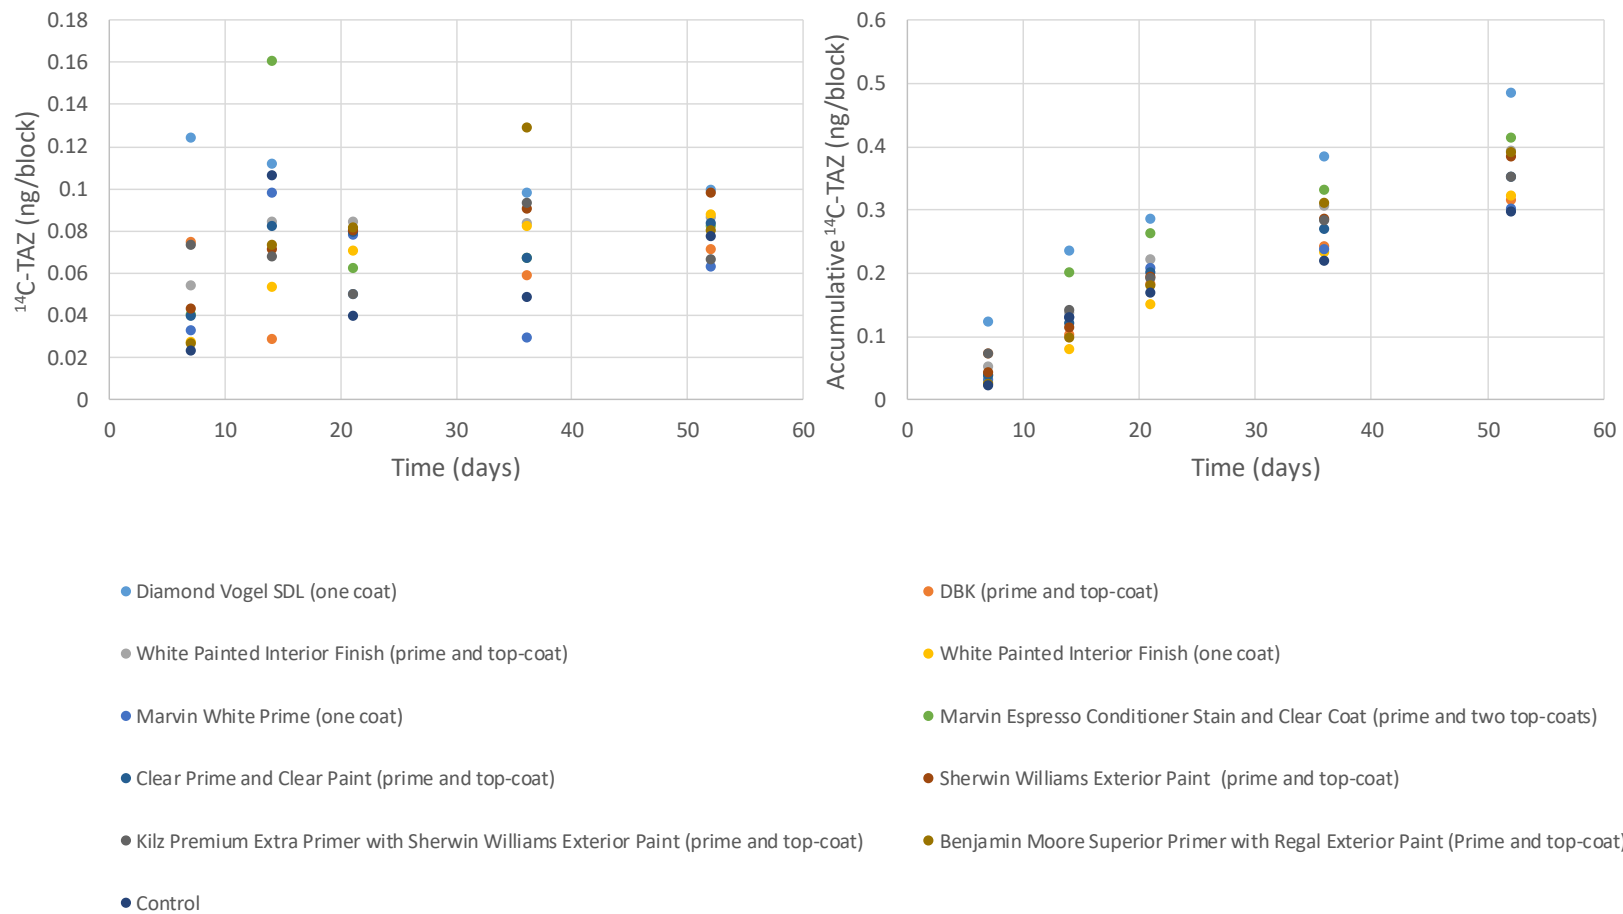 0.18
0.16
0.14
0.12
0.1
0.08
0.06
0.04
0.02
0
¹⁴C-TAZ (ng/block)
0 10 20 30 40 50 60
Time (days)
0.6
0.5
0.4
0.3
0.2
0.1
0
Accumulative ¹⁴C-TAZ (ng/block)
0 10 20 30 40 50 60
Time (days)
Diamond Vogel SDL (one coat)
DBK (prime and top-coat)
White Painted Interior Finish (prime and top-coat)
White Painted Interior Finish (one coat)
Marvin White Prime (one coat)
Marvin Espresso Conditioner Stain and Clear Coat (prime and two top-coats)
Clear Prime and Clear Paint (prime and top-coat)
Sherwin Williams Exterior Paint (prime and top-coat)
Kilz Premium Extra Primer with Sherwin Williams Exterior Paint (prime and top-coat)
Benjamin Moore Superior Primer with Regal Exterior Paint (Prime and top-coat)
Control